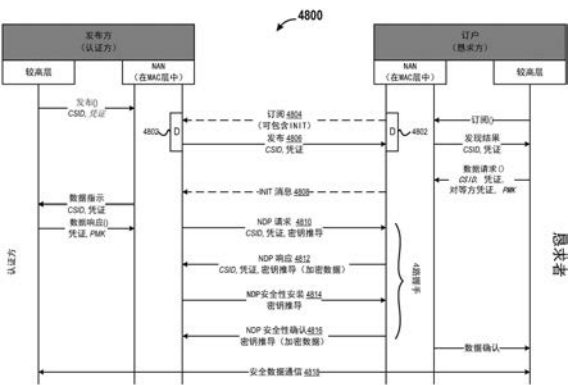 4800
发布方
(认证方)
订户
(恳求方)
较高层
NAN
(在MAC层中)
NAN
(在MAC层中)
较高层
发布()
CSID, 凭证
4802
D
订阅 4804
(可包含INIT)
发布 4806
CSID, 凭证
D
4802
订阅()
发现结果
CSID, 凭证
数据请求()
CSID, 凭证,
对等方凭证, PMK
INIT 消息 4808
数据指示
CSID, 凭证
数据响应()
凭证, PMK
NDP 请求 4810
CSID, 凭证, 密钥推导
NDP 响应 4812
CSID, 凭证, 密钥推导 (加密数据)
NDP安全性安装 4814
密钥推导
NDP 安全性确认 4816
密钥推导 (加密数据)
4路握手
认证方
恳求者
数据确认
安全数据通信 4818